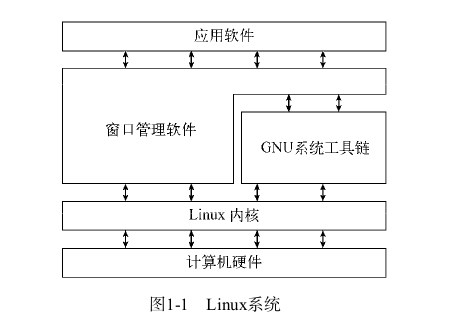 应用软件
窗口管理软件
GNU系统工具链
Linux 内核
计算机硬件
图1-1 Linux系统